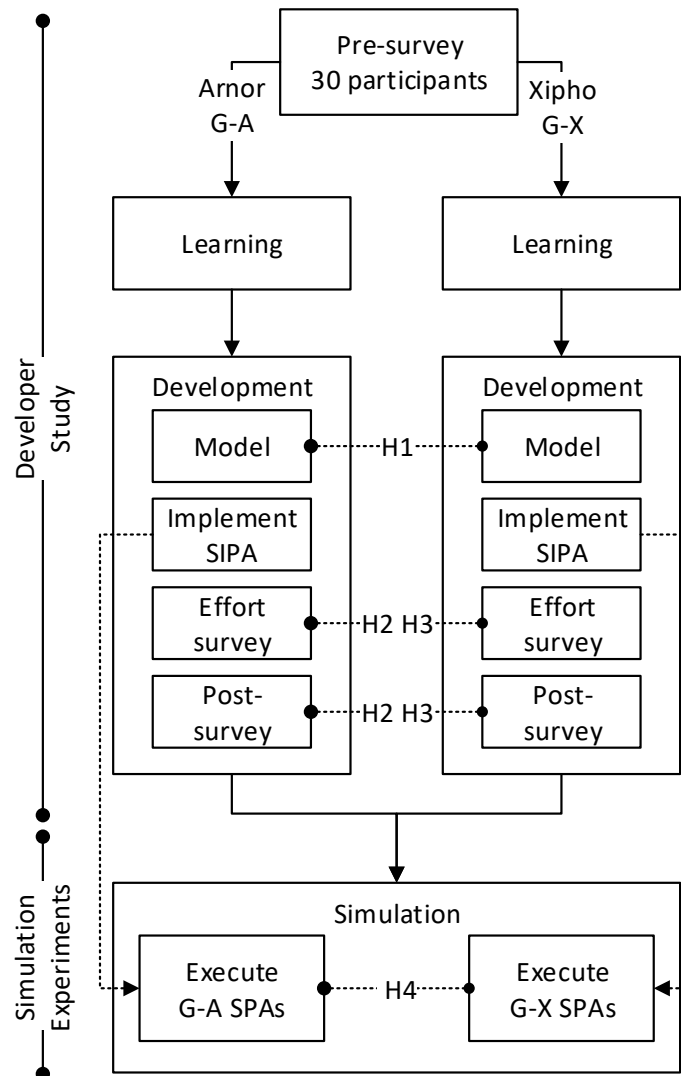 Pre-survey
30 participants
Arnor
G-A
Xipho
G-X
Learning
Learning
Developer
Study
Development
Development
Model
H1
Model
Implement
SIPA
Implement
SIPA
Effort
survey
H2 H3
Effort
survey
Post-
survey
H2 H3
Post-
survey
Simulation
Experiments
Simulation
Execute
G-A SPAs
H4
Execute
G-X SPAs